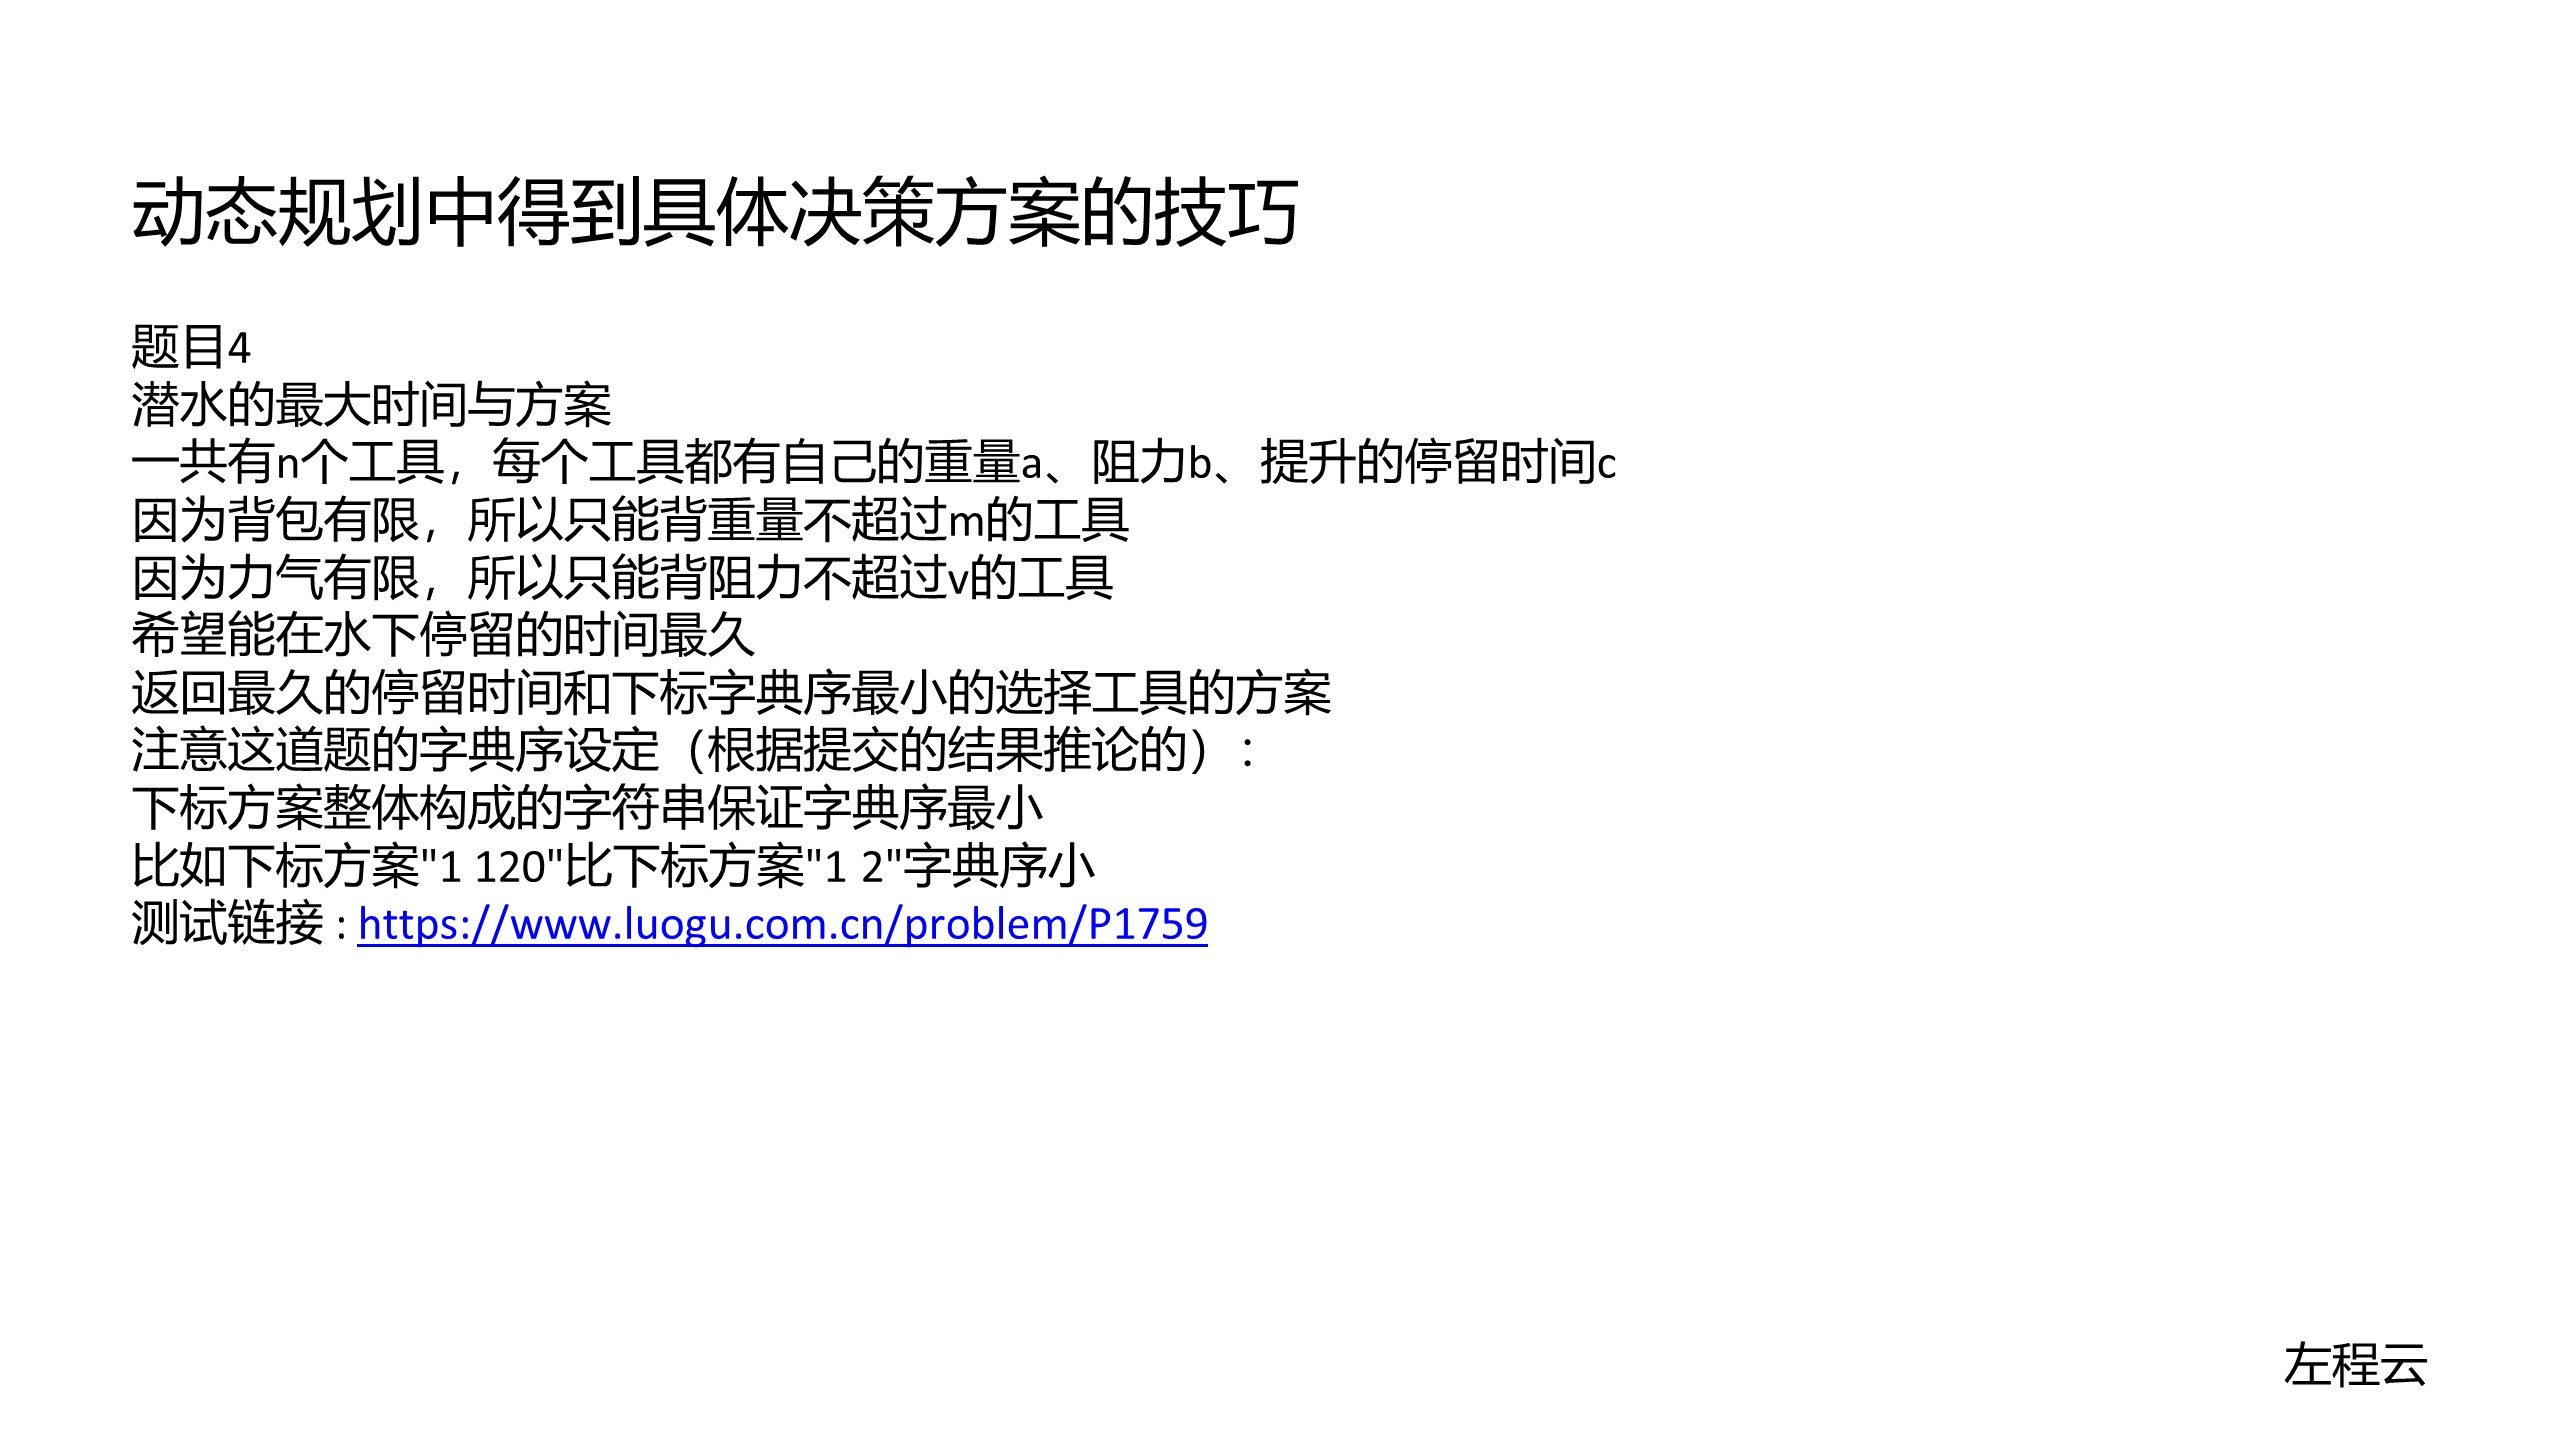 动态规划中得到具体决策方案的技巧
题目4
潜水的最大时间与方案
一共有n个工具，每个工具都有自己的重量a、阻力b、提升的停留时间c
因为背包有限，所以只能背重量不超过m的工具
因为力气有限，所以只能背阻力不超过v的工具
希望能在水下停留的时间最久
返回最久的停留时间和下标字典序最小的选择工具的方案
注意这道题的字典序设定（根据提交的结果推论的）：
下标方案整体构成的字符串保证字典序最小
比如下标方案"1 120"比下标方案"1 2"字典序小
测试链接 : https://www.luogu.com.cn/problem/P1759
左程云